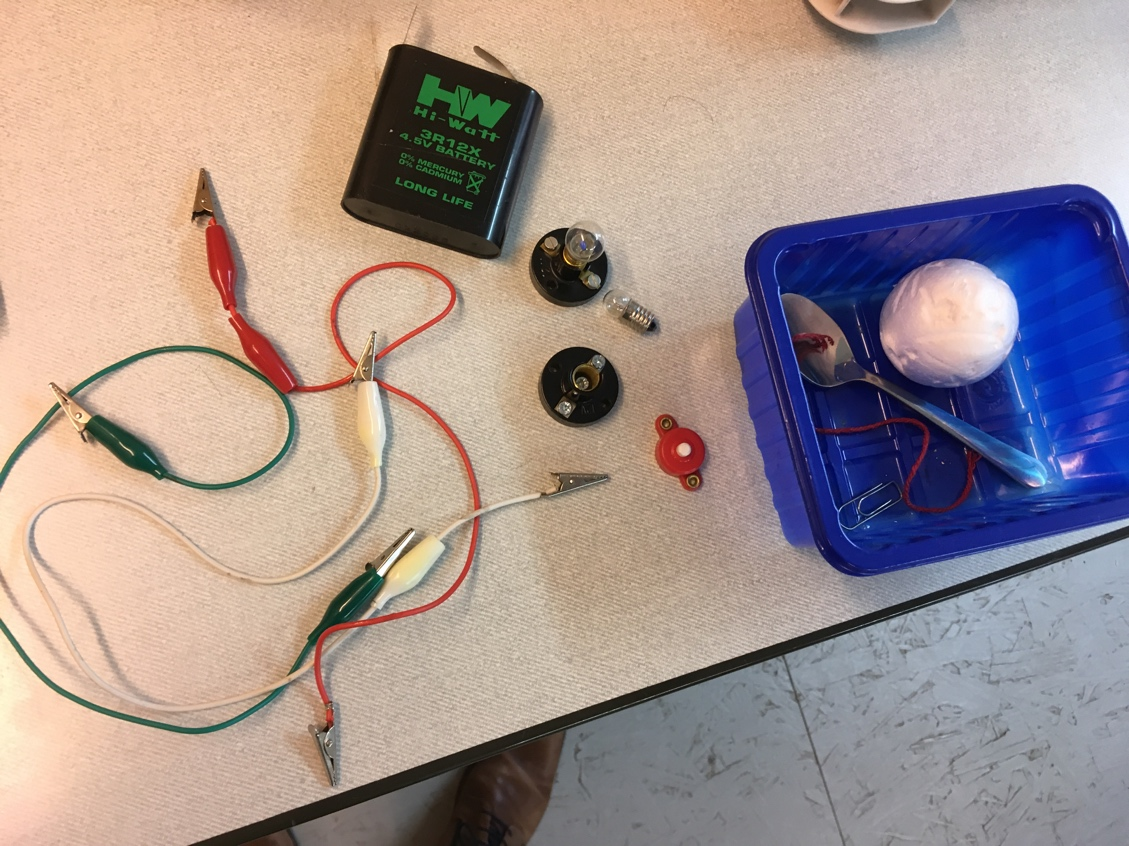 HW
Hi-Watt
3R12X
4.5V BATTERY
0% MERCURY
0% CADMIUM
LONG LIFE